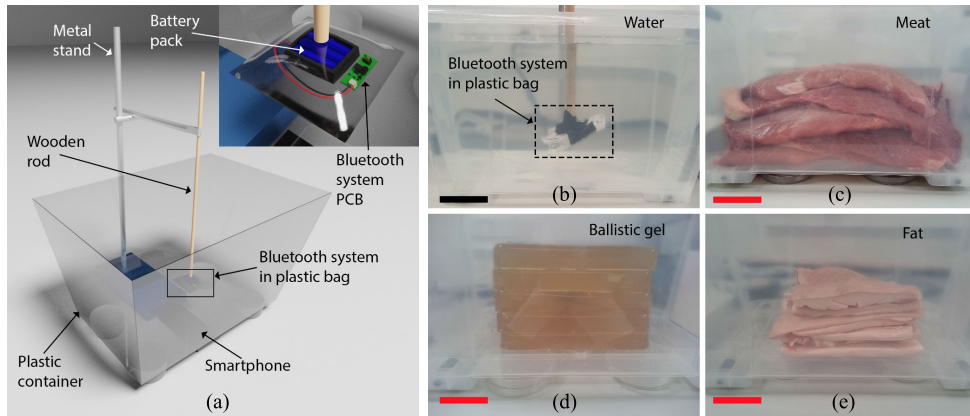 Metal
stand
Battery
pack
Wooden
rod
Bluetooth
system
PCB
Bluetooth system
in plastic bag
Plastic
container
Smartphone
(a)
Water
Bluetooth system
in plastic bag
(b)
Meat
(c)
Ballistic gel
(d)
Fat
(e)